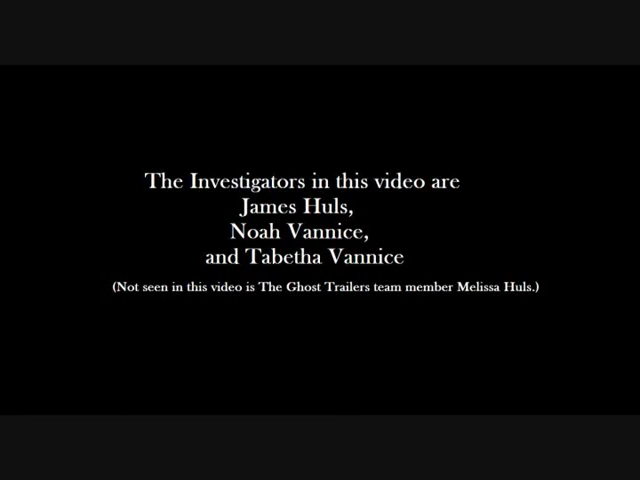 The Investigators in this video are
James Huls,
Noah Vannice,
and Tabetha Vannice
(Not seen in this video is The Ghost Trailers team member Melissa Huls.)